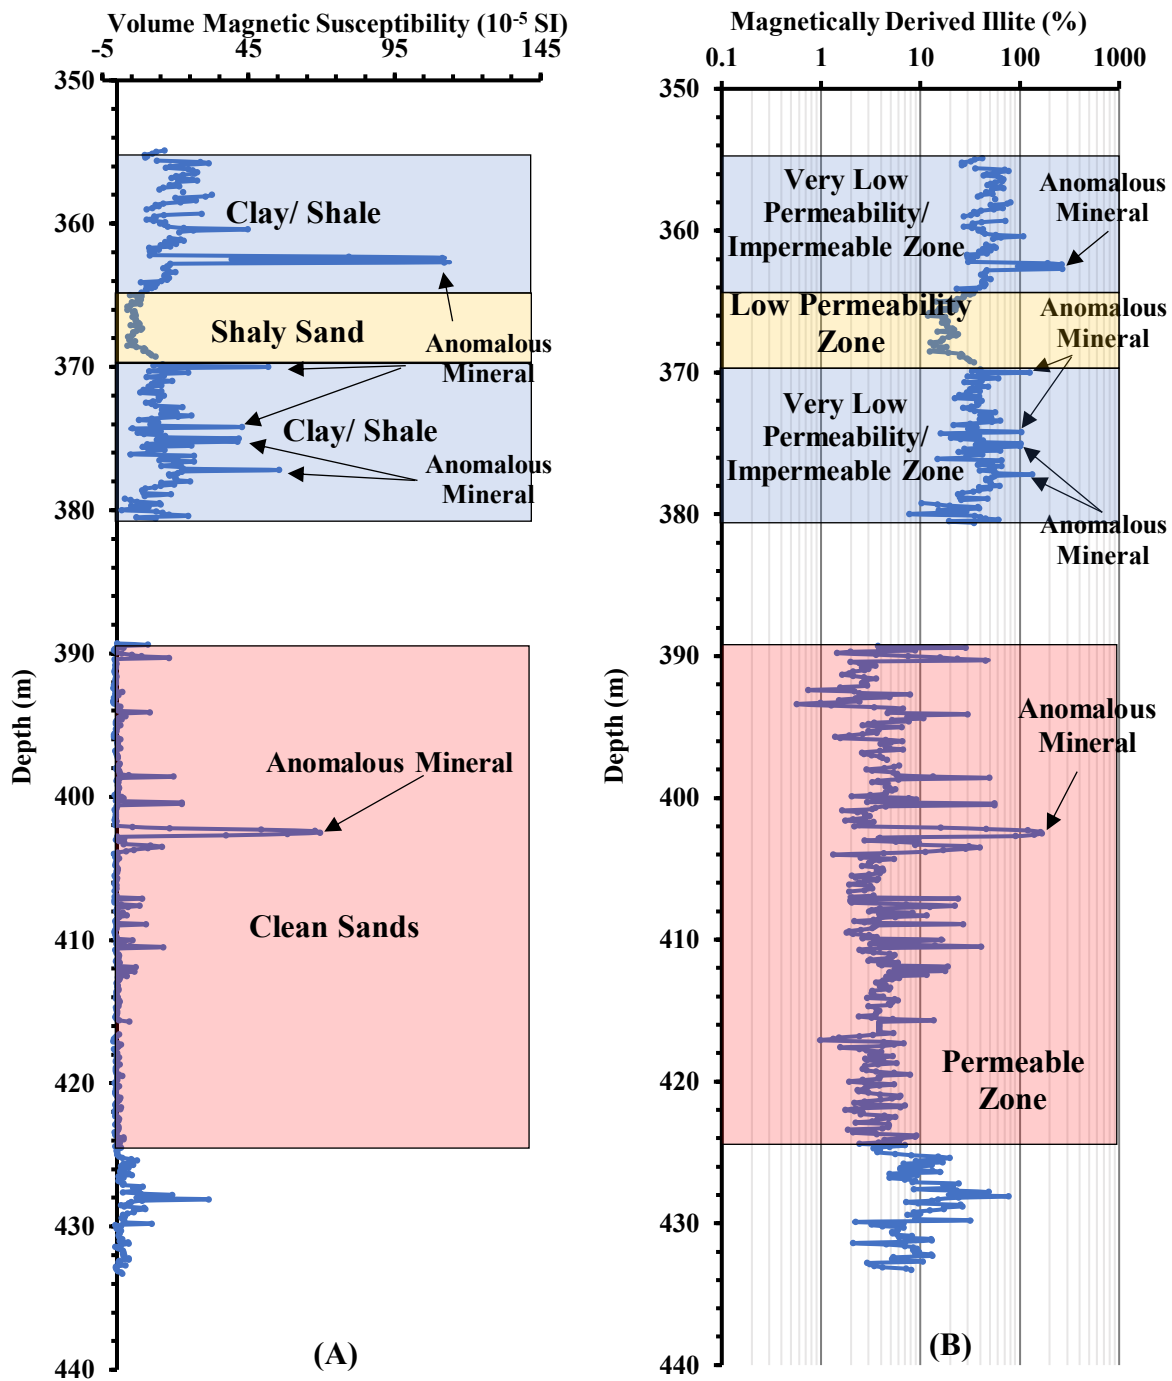 Volume Magnetic Susceptibility (10-5 SI)
-5 45 95 145
350
360
370
380
390
400
410
420
430
440
Depth (m)
Clay/ Shale
Shaly Sand
Anomalous
Mineral
Clay/ Shale
Anomalous
Mineral
Anomalous Mineral
Clean Sands
(A)
Magnetically Derived Illite (%)
0.1 1 10 100 1000
350
360
370
380
390
400
410
420
430
440
Depth (m)
Very Low
Permeability/
Impermeable Zone
Anomalous
Mineral
Low Permeability
Zone
Anomalous
Mineral
Very Low
Permeability/
Impermeable Zone
Anomalous
Mineral
Anomalous
Mineral
Permeable
Zone
(B)